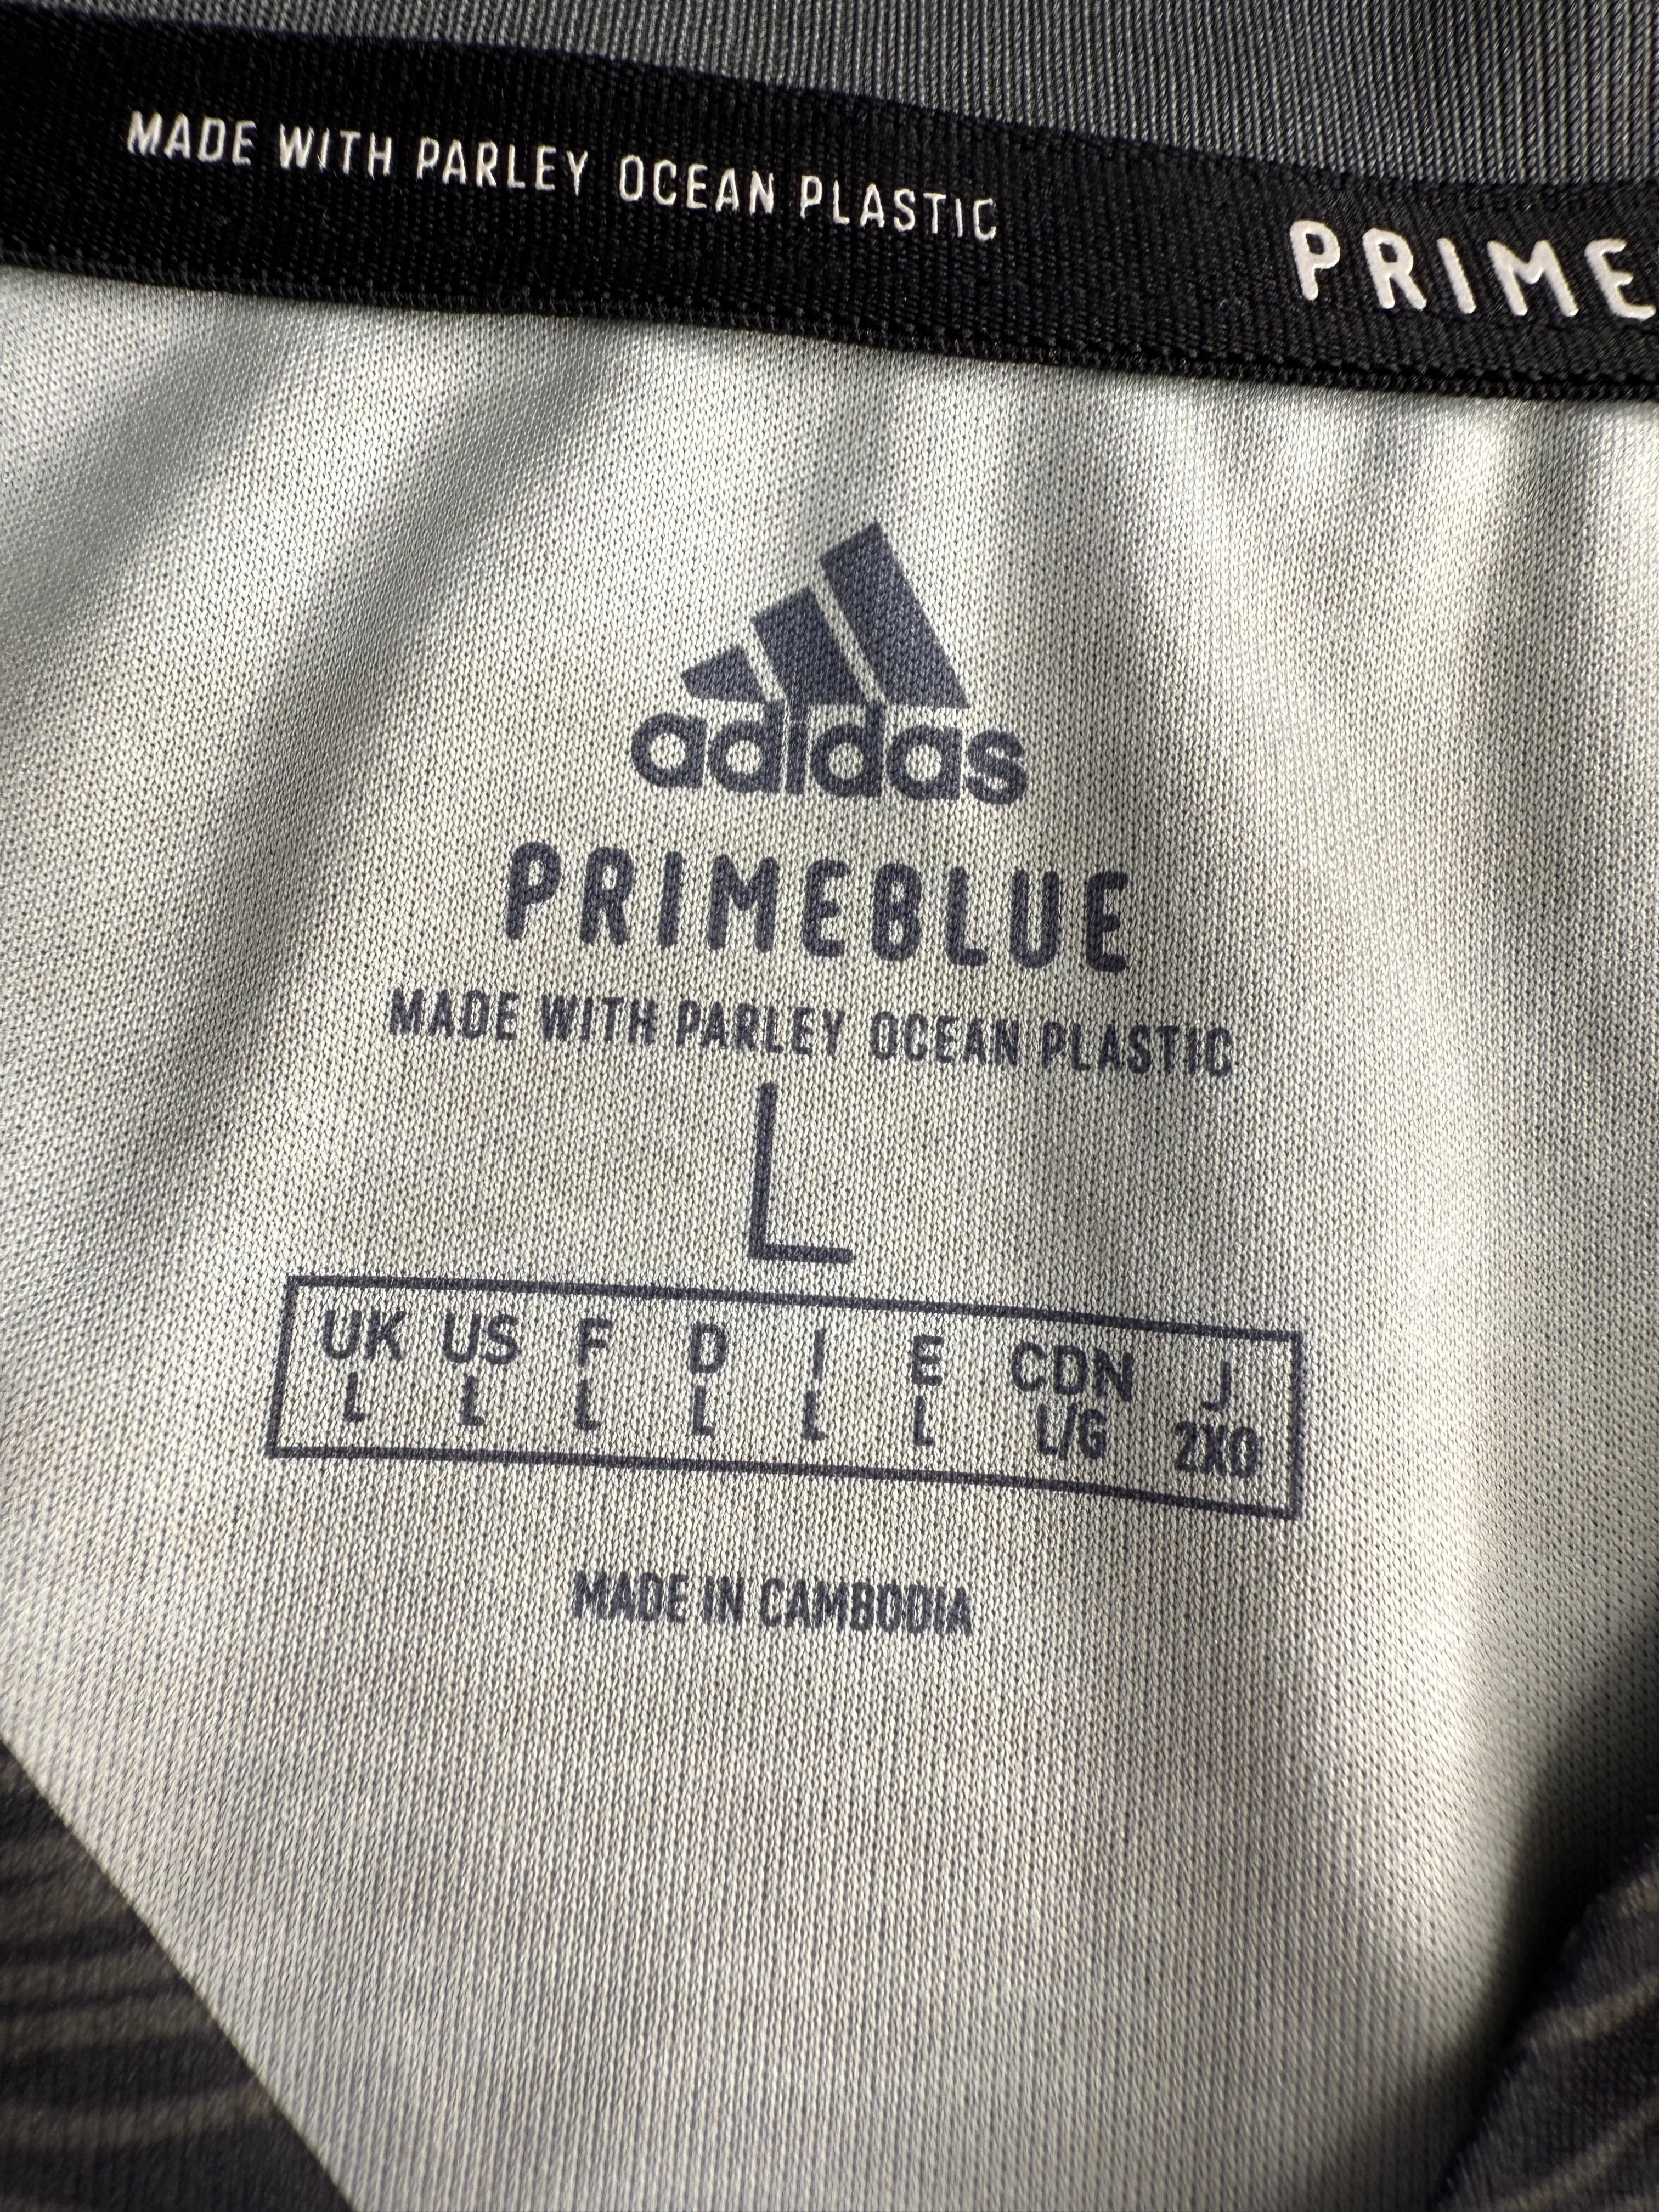 MADE WITH PARLEY OCEAN PLASTIC PRIME
adidas
PRIMEBLUE
MADE WITH PARLEY OCEAN PLASTIC
L
UK US F D I E CDN J
L L L L L L L/G 2XO
MADE IN CAMBODIA